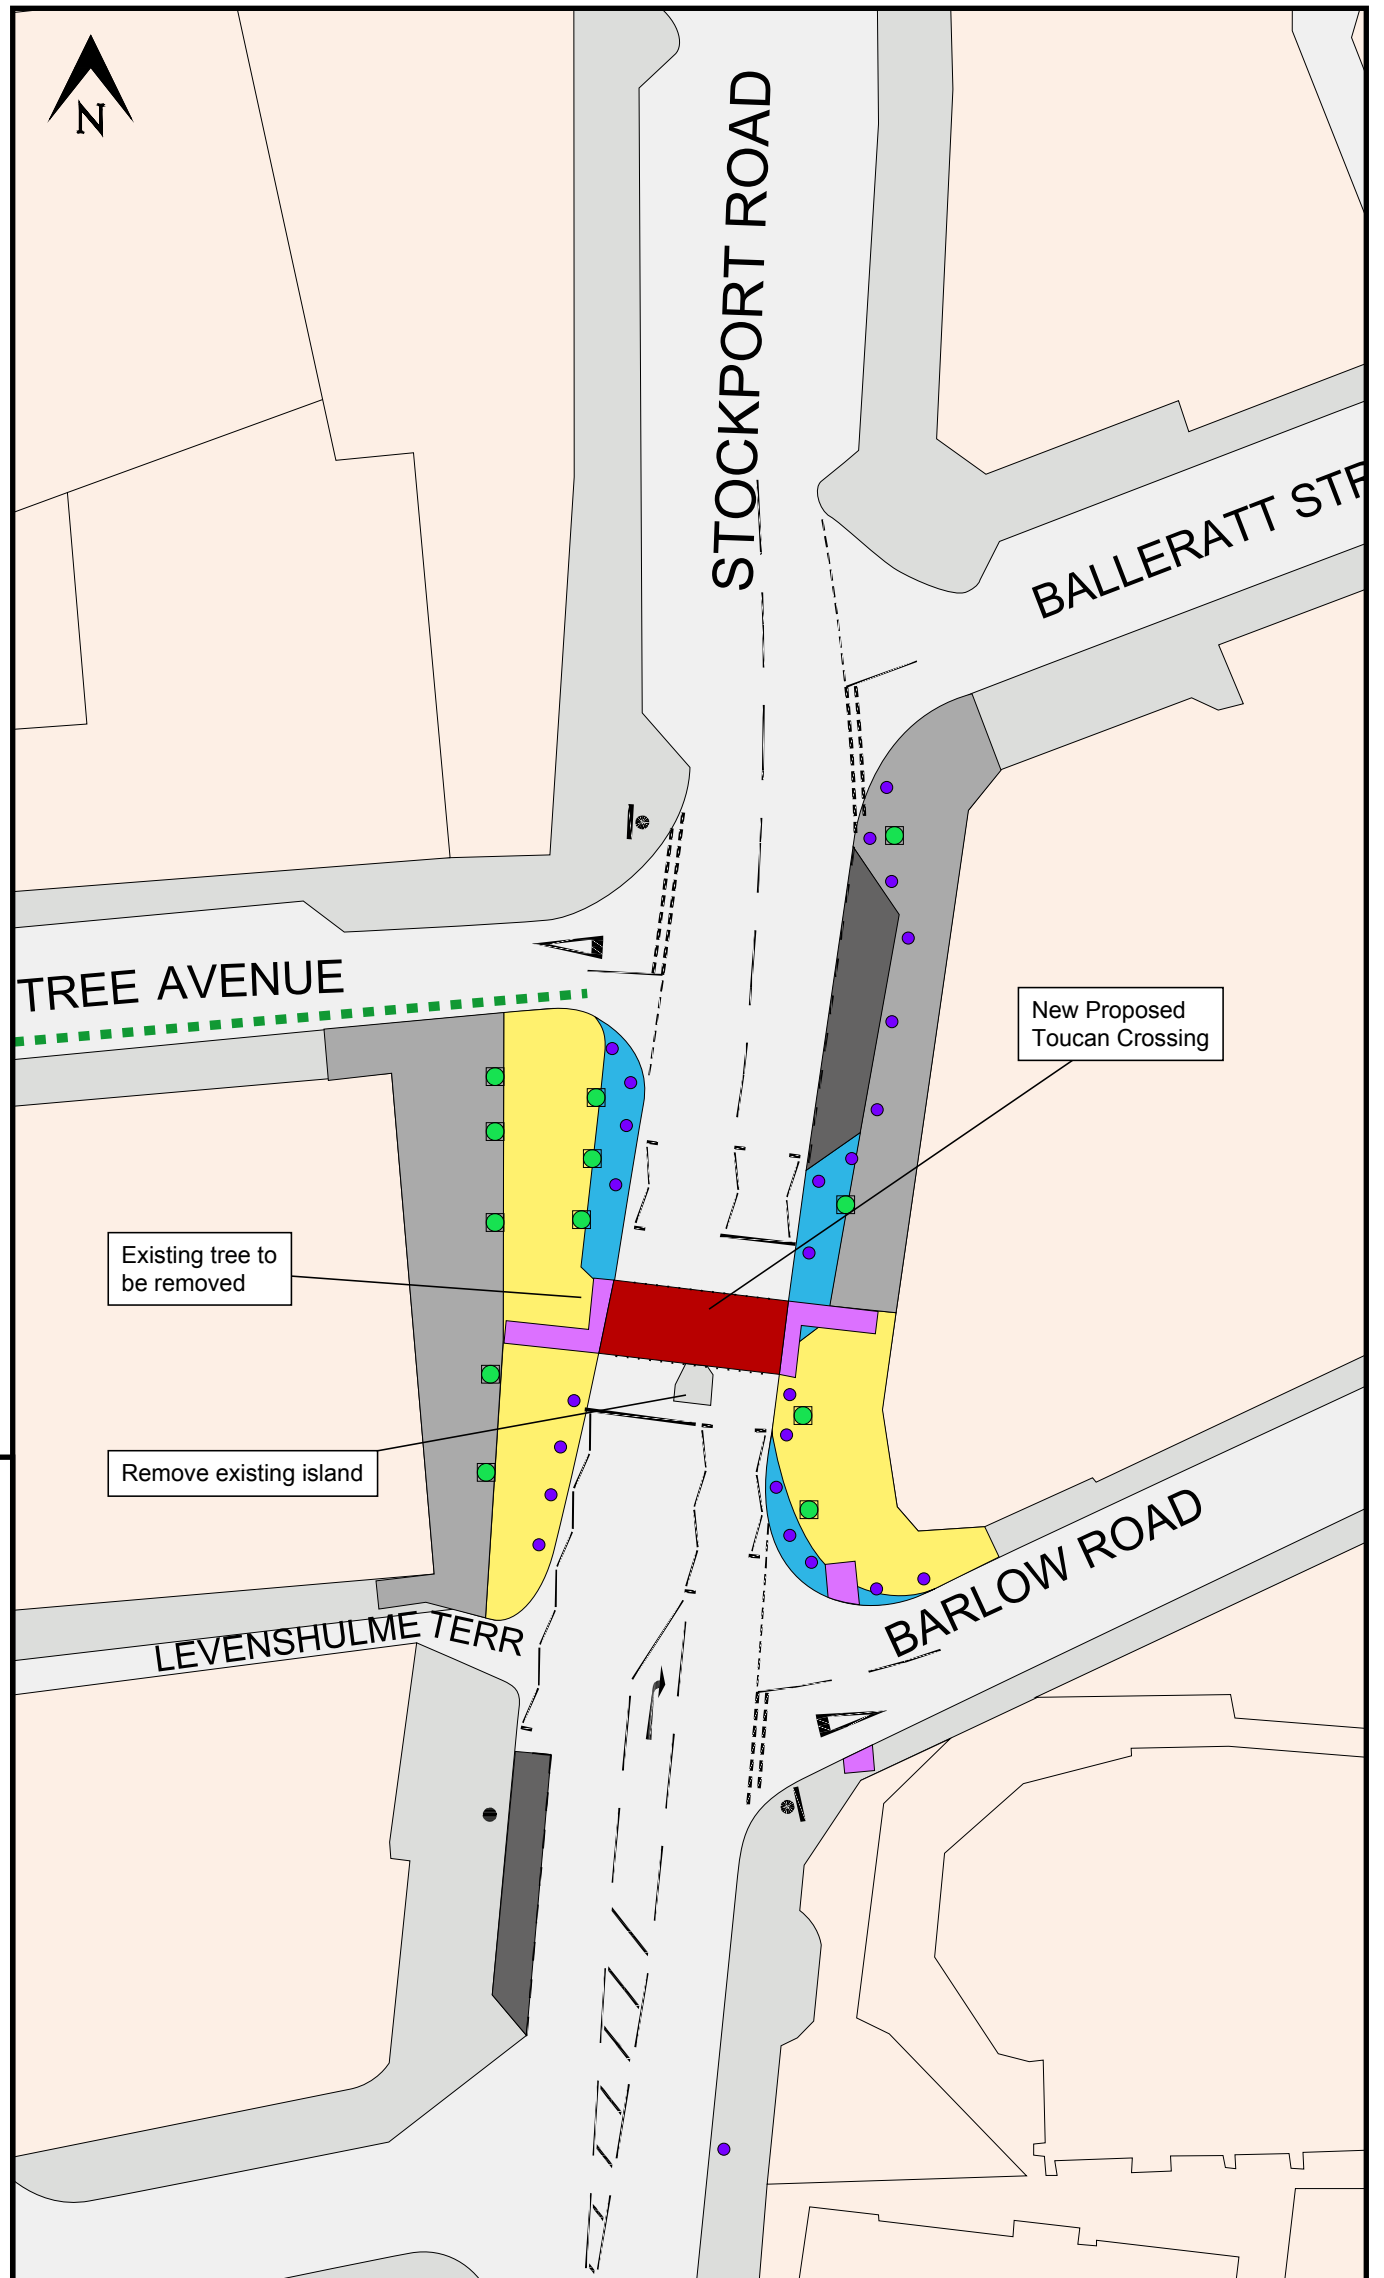 N
STOCKPORT ROAD
BALLERATT STR
TREE AVENUE
New Proposed
Toucan Crossing
Existing tree to
be removed
Remove existing island
BARLOW ROAD
LEVENSHULME TERR